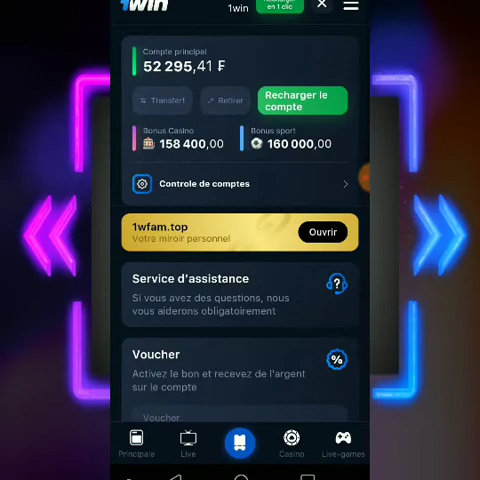 1win
1win
en 1 clic
Compte principal
52 295,41 ₣
Transfert
Retirer
Recharger le
compte
Bonus Casino
158 400,00
Bonus sport
160 000,00
Controle de comptes
1wfam.top
Votre miroir personnel
Ouvrir
Service d'assistance
Si vous avez des questions, nous
vous aiderons obligatoirement
Voucher
Activez le bon et recevez de l'argent
sur le compte
Voucher
Principale
Live
Casino
Live-games